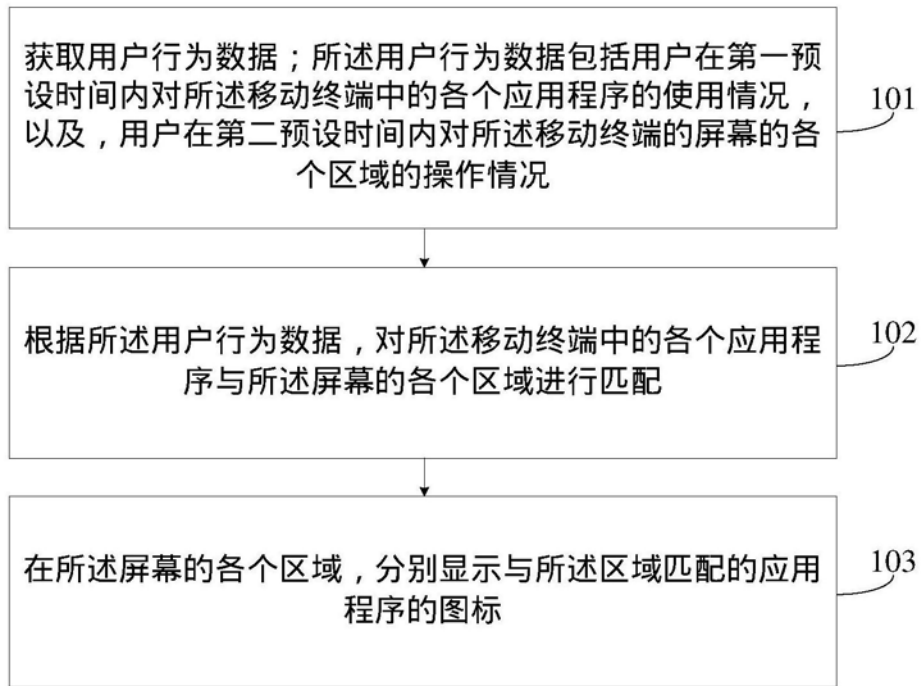 获取用户行为数据；所述用户行为数据包括用户在第一预
设时间内对所述移动终端中的各个应用程序的使用情况，
以及，用户在第二预设时间内对所述移动终端的屏幕的各
个区域的操作情况
101
根据所述用户行为数据，对所述移动终端中的各个应用程
序与所述屏幕的各个区域进行匹配
102
在所述屏幕的各个区域，分别显示与所述区域匹配的应用
程序的图标
103